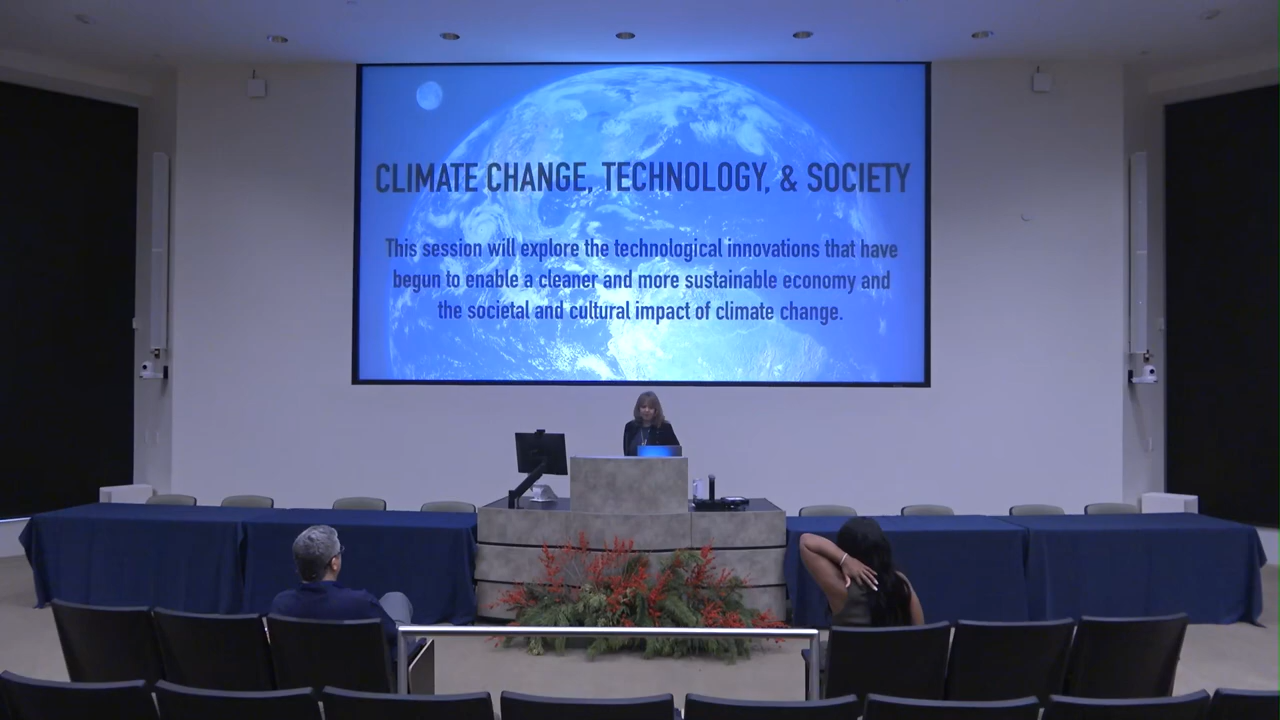 CLIMATE CHANGE, TECHNOLOGY, & SOCIETY
This session will explore the technological innovations that have
begun to enable a cleaner and more sustainable economy and
the societal and cultural impact of climate change.